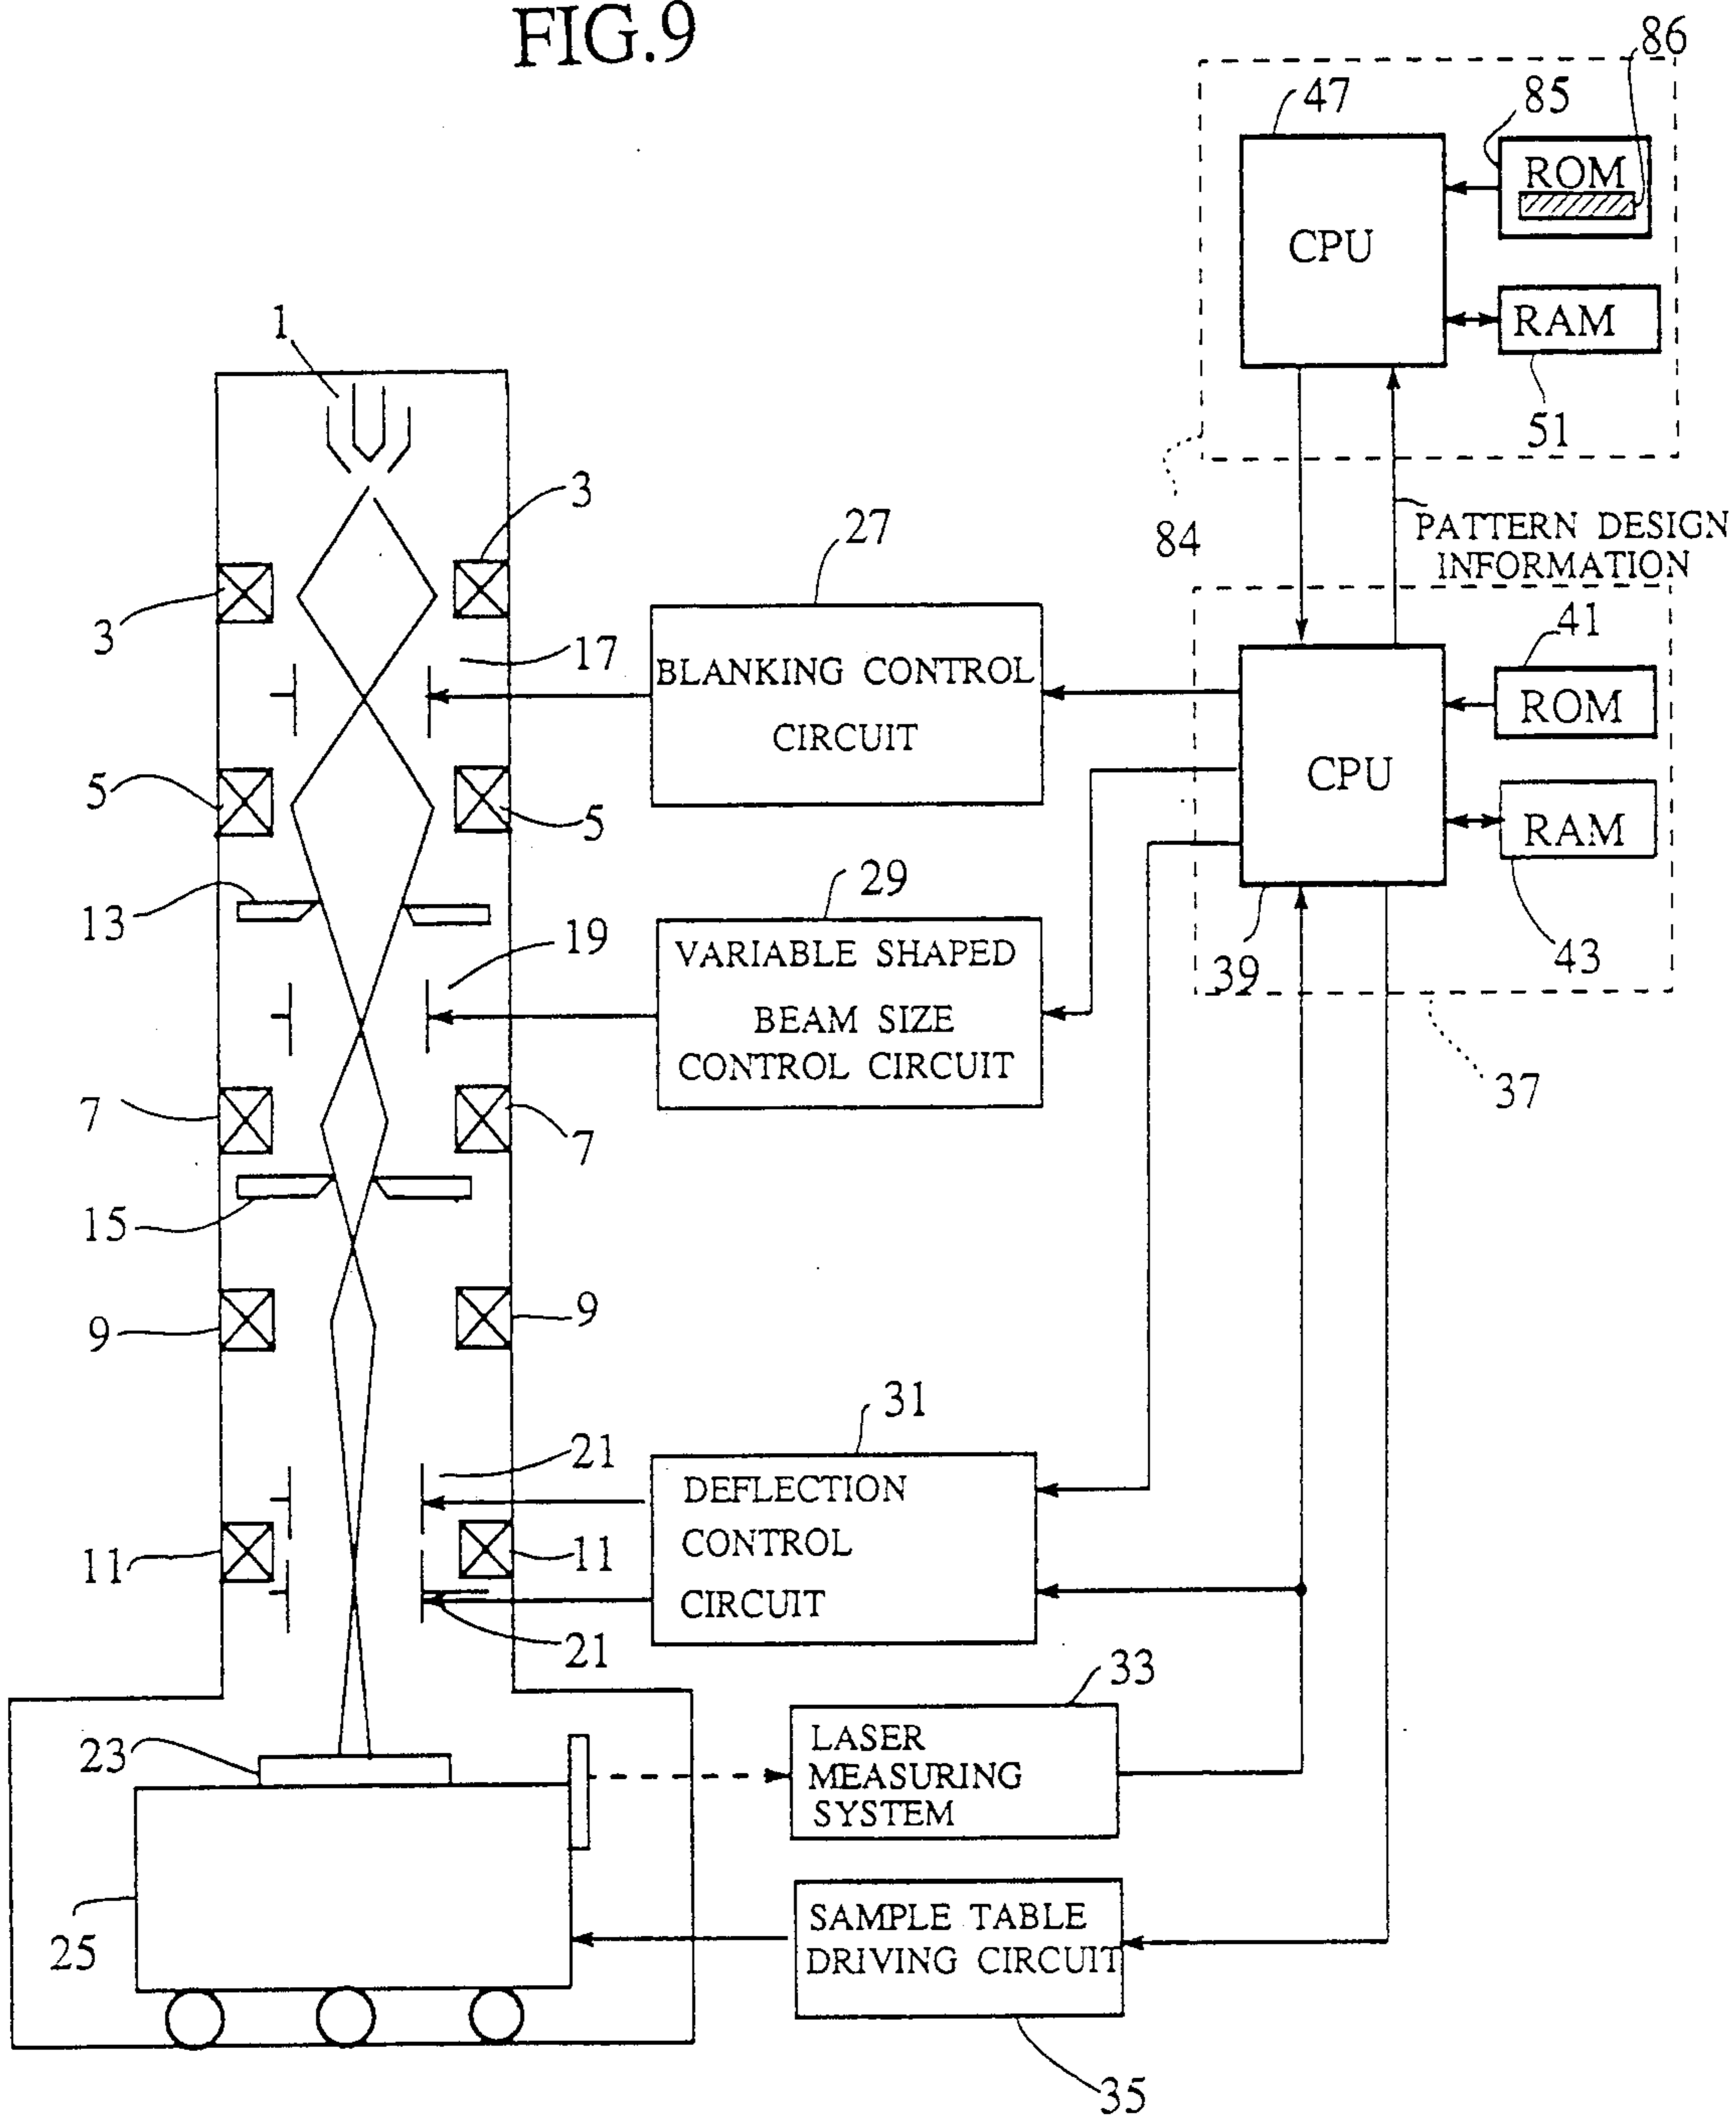 FIG.9
86
47
85
ROM
CPU
RAM
1
51
3
27
84
PATTERN DESIGN
INFORMATION
3
41
17
BLANKING CONTROL
CIRCUIT
ROM
CPU
5
5
RAM
29
13
19
VARIABLE SHAPED
BEAM SIZE
CONTROL CIRCUIT
39
43
7
7
37
15
9
9
31
21
DEFLECTION
CONTROL
CIRCUIT
11
11
21
33
23
LASER
MEASURING
SYSTEM
25
SAMPLE TABLE
DRIVING CIRCUIT
35